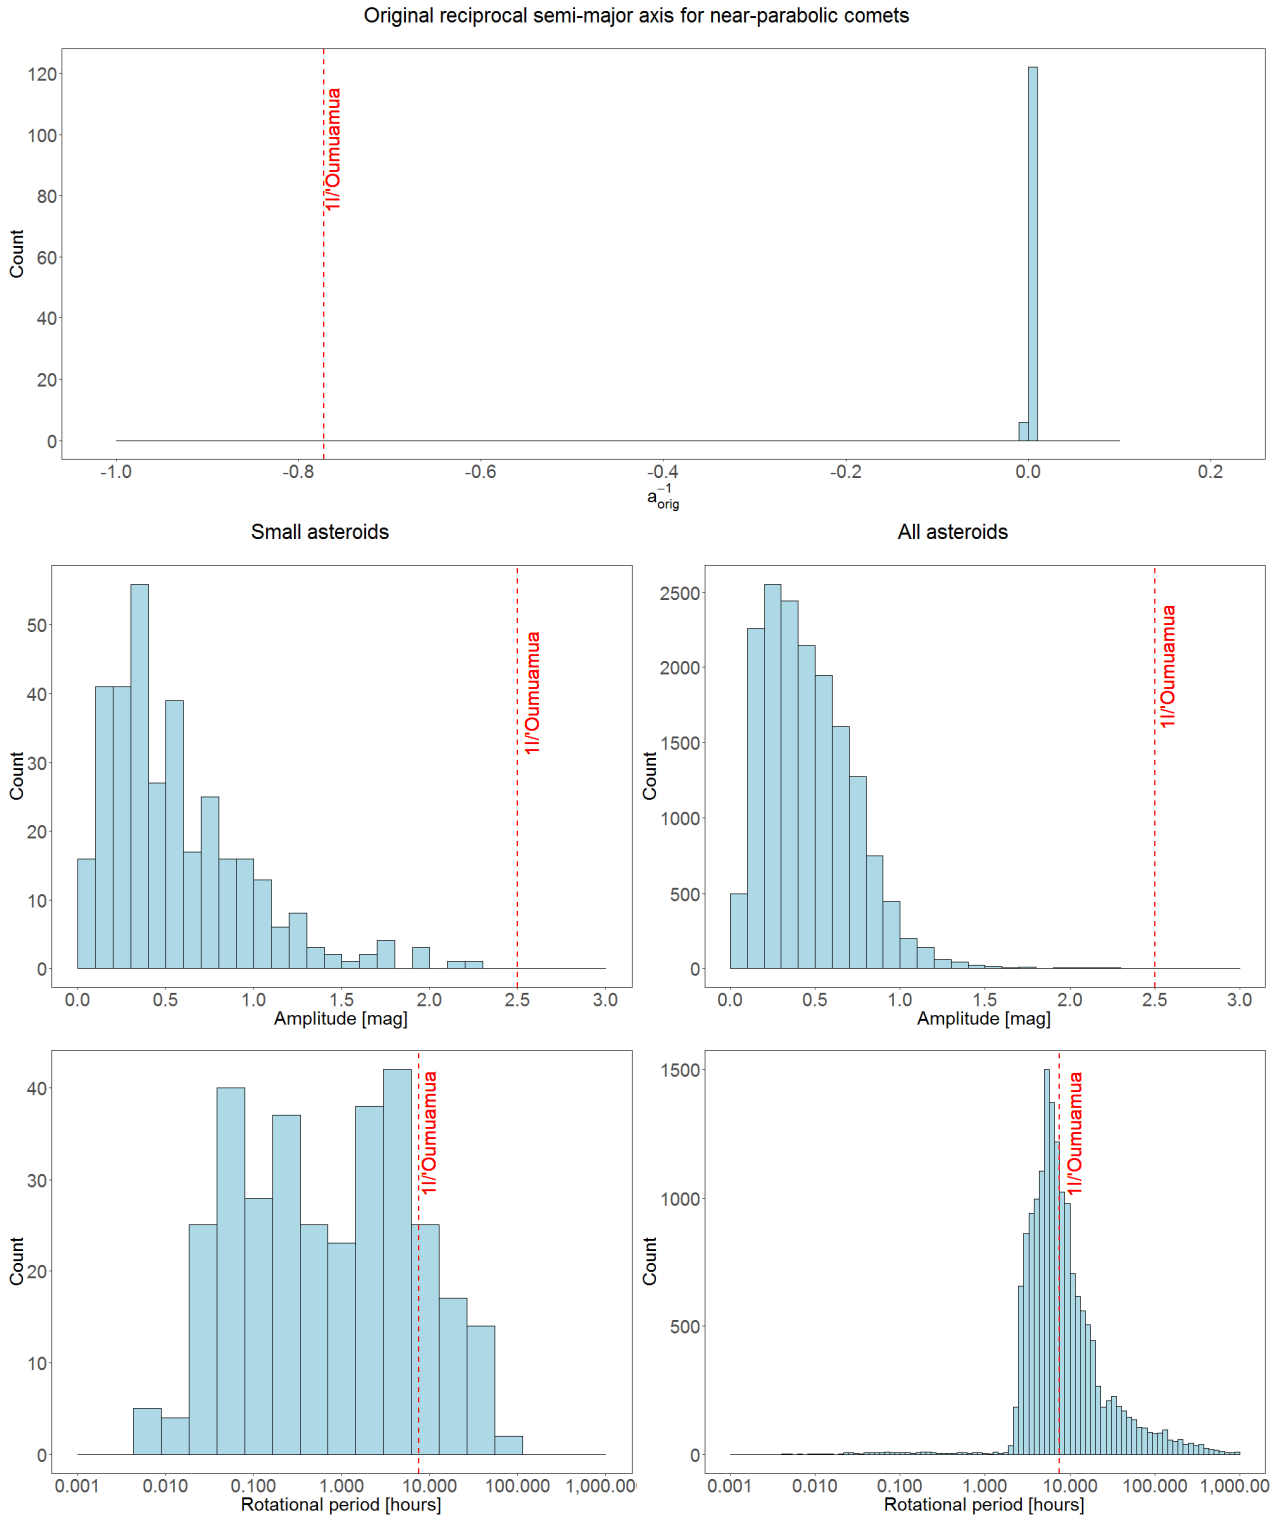 Original reciprocal semi-major axis for near-parabolic comets
120
100
80
60
40
20
0
Count
1I/'Oumuamua
-1.0 -0.8 -0.6 -0.4 -0.2 0.0 0.2
a⁻¹orig
Small asteroids
50
40
30
20
10
0
Count
1I/'Oumuamua
0.0 0.5 1.0 1.5 2.0 2.5 3.0
Amplitude [mag]
All asteroids
2500
2000
1500
1000
500
0
Count
1I/'Oumuamua
0.0 0.5 1.0 1.5 2.0 2.5 3.0
Amplitude [mag]
40
30
20
10
0
Count
1I/'Oumuamua
0.001 0.010 0.100 1.000 10.000 100.000 1,000.00
Rotational period [hours]
1500
1000
500
0
Count
1I/'Oumuamua
0.001 0.010 0.100 1.000 10.000 100.000 1,000.00
Rotational period [hours]